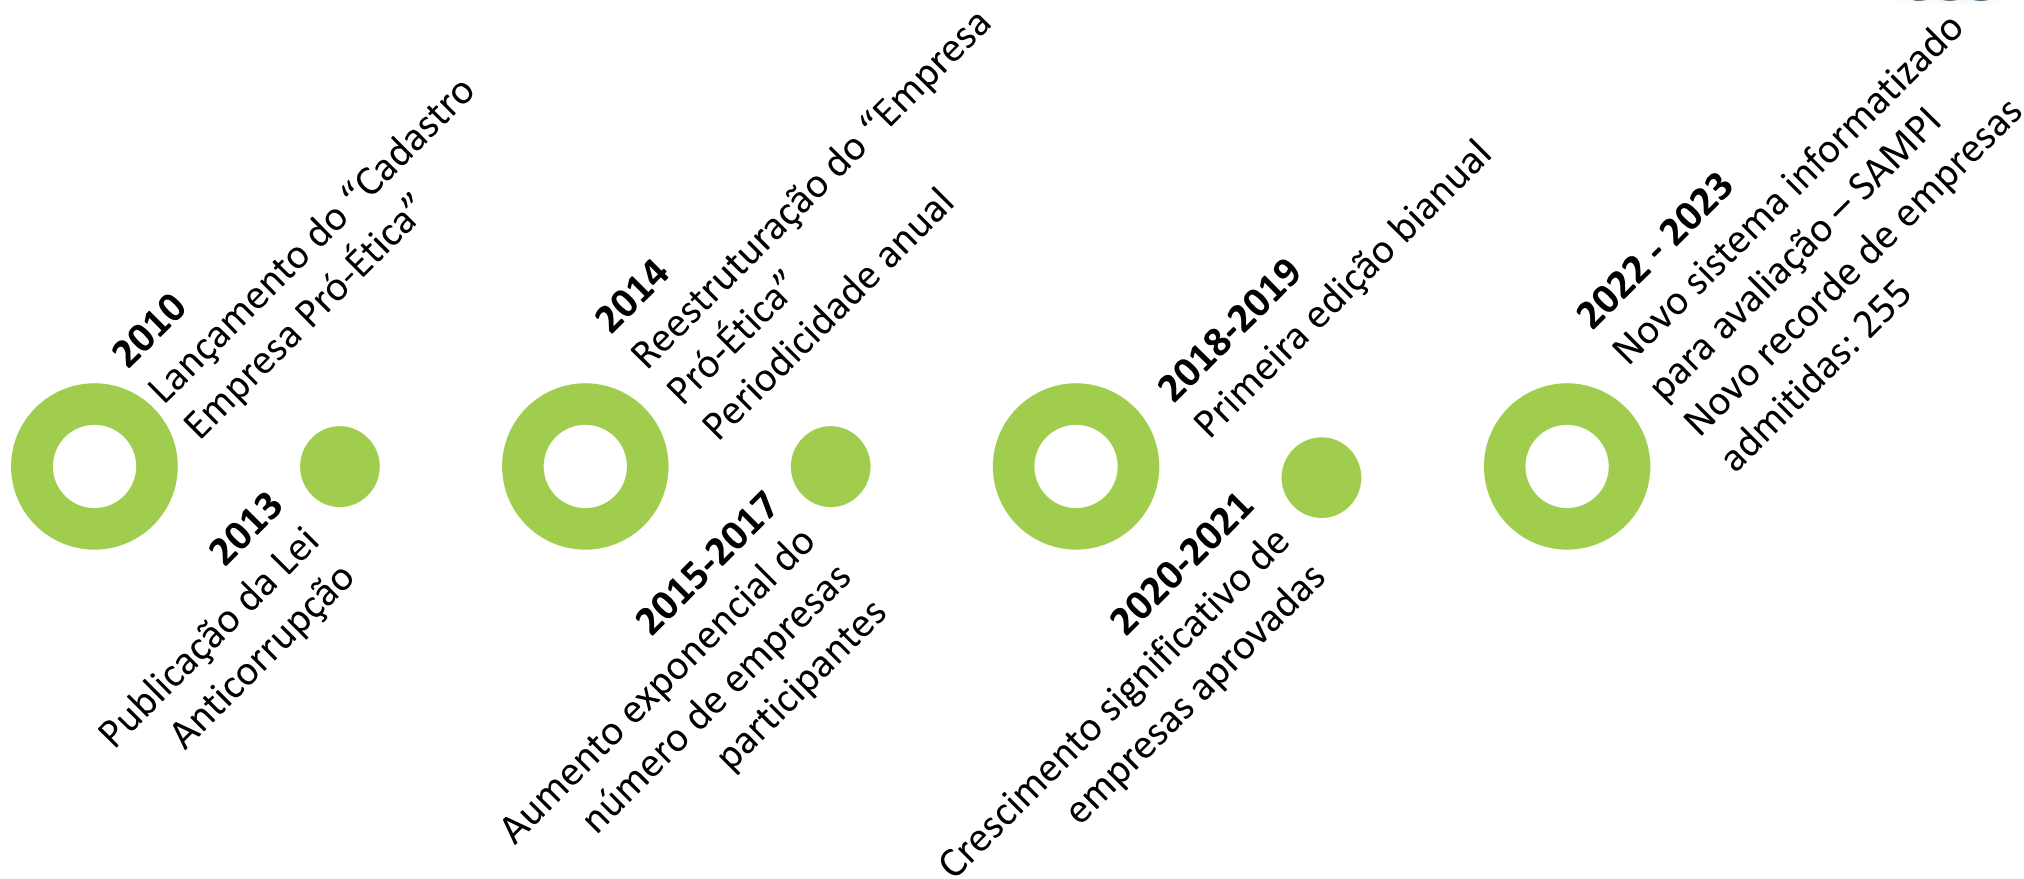 2010
Lançamento do “Cadastro
Empresa Pró-Ética”
2013
Publicação da Lei
Anticorrupção
2014
Reestruturação do “Empresa
Pró-Ética”
Periodicidade anual
2015-2017
Aumento exponencial do
número de empresas
participantes
2018-2019
Primeira edição bianual
2020-2021
Crescimento significativo de
empresas aprovadas
2022 - 2023
Novo sistema informatizado
para avaliação – SAMPI
Novo recorde de empresas
admitidas: 255